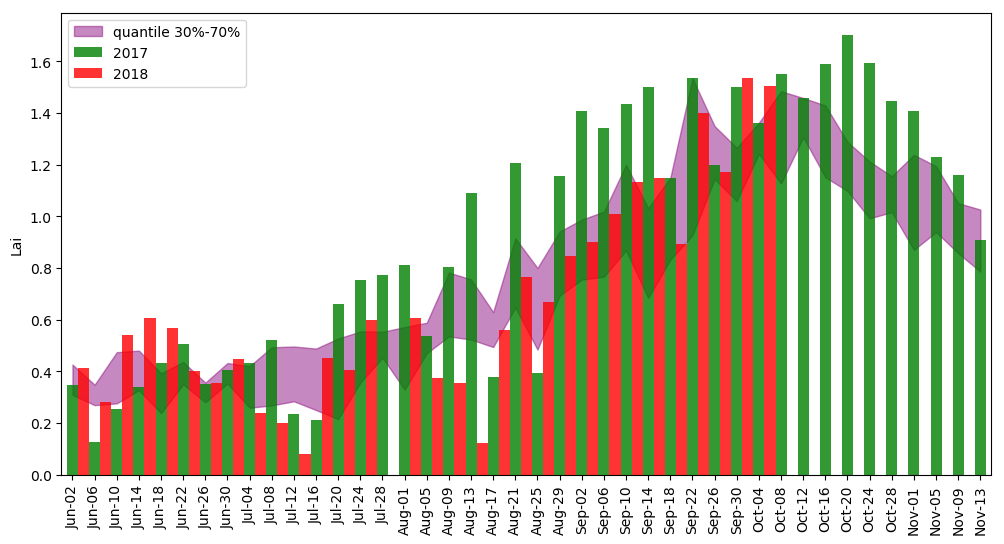 quantile 30%-70%
2017
2018
Lai
1.6
1.4
1.2
1.0
0.8
0.6
0.4
0.2
0.0
Jun-02
Jun-06
Jun-10
Jun-14
Jun-18
Jun-22
Jun-26
Jun-30
Jul-04
Jul-08
Jul-12
Jul-16
Jul-20
Jul-24
Jul-28
Aug-01
Aug-05
Aug-09
Aug-13
Aug-17
Aug-21
Aug-25
Aug-29
Sep-02
Sep-06
Sep-10
Sep-14
Sep-18
Sep-22
Sep-26
Sep-30
Oct-04
Oct-08
Oct-12
Oct-16
Oct-20
Oct-24
Oct-28
Nov-01
Nov-05
Nov-09
Nov-13